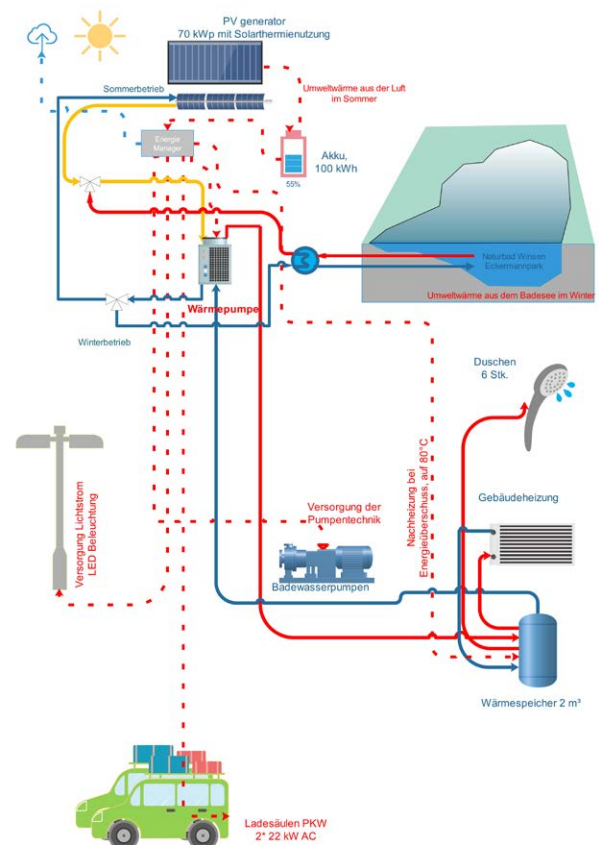 PV generator
70 kWp mit Solarthermienutzung
Sommerbetrieb
Umweltwärme aus der Luft
im Sommer
Energie
Manager
Akku,
100 kWh
55%
Naturbad Winsen
Eckermannpark
Umweltwärme aus dem Badesee im Winter
Wärmepumpe
Winterbetrieb
Duschen
6 Stk.
Versorgung Lichtstrom
LED Beleuchtung
Nachheizung bei
Energieüberschuss, auf 80°C
Gebäudeheizung
Versorgung der
Pumpentechnik
Badewasserpumpen
Wärmespeicher 2 m³
Ladesäulen PKW
2* 22 kW AC